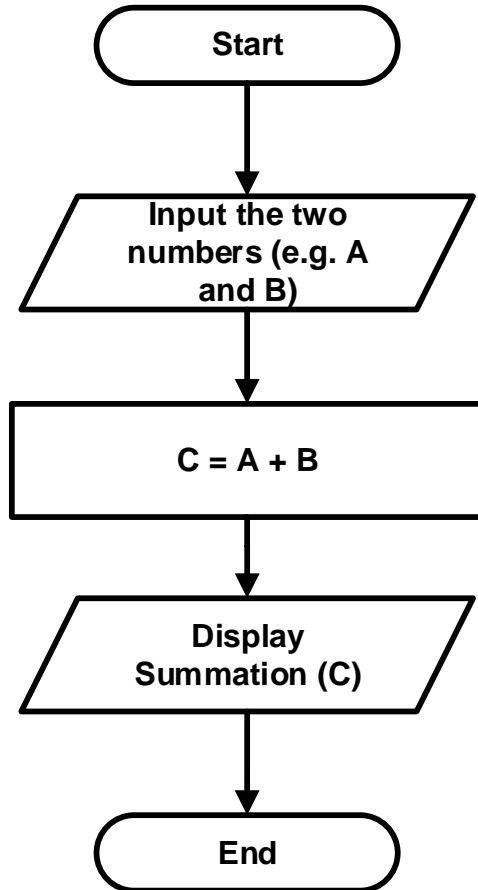 Start
Input the two
numbers (e.g. A
and B)
C = A + B
Display
Summation (C)
End